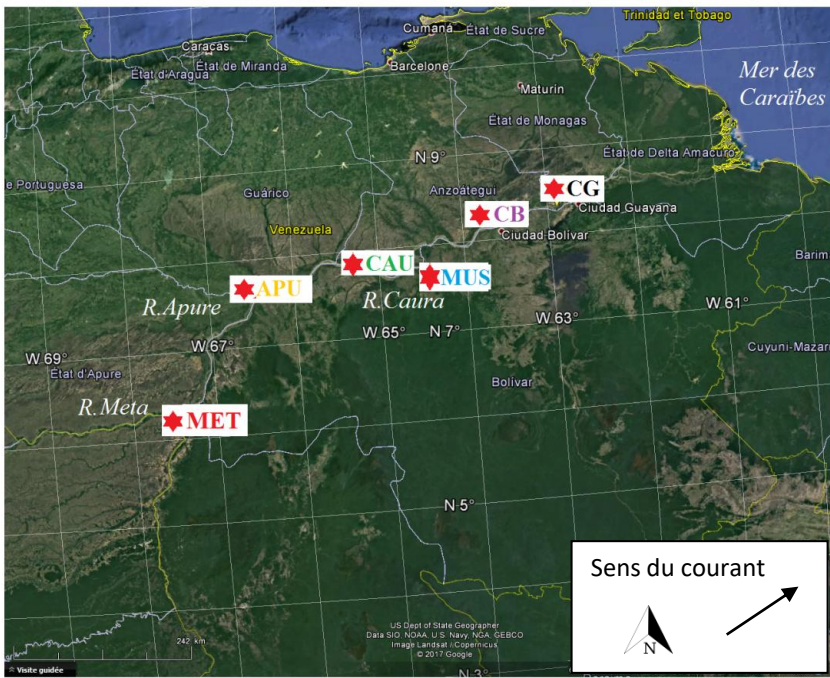 Trinidad et Tobago
Cumaná
État de Sucre
Caracas
État de Miranda
État d'Aragua
Barcelone
Mer des
Caraïbes
Maturín
État de Monagas
N 9°
État de Delta Amacuro
e Portuguesa
Guárico
Anzoátegui
CG
CB
Ciudad Guayana
Venezuela
Ciudad Bolívar
CAU
Barim
APU
MUS
R.Apure
R.Caura
W 61°
W 63°
W 65°
N 7°
W 67°
W 69°
Cuyuni-Mazar
État d'Apure
Bolívar
R.Meta
MET
N 5°
Sens du courant
N
US Dept of State Geographer
Data SIO, NOAA, U.S. Navy, NGA, GEBCO
Image Landsat / Copernicus
© 2017 Google
242 km
Visite guidée
N 3°